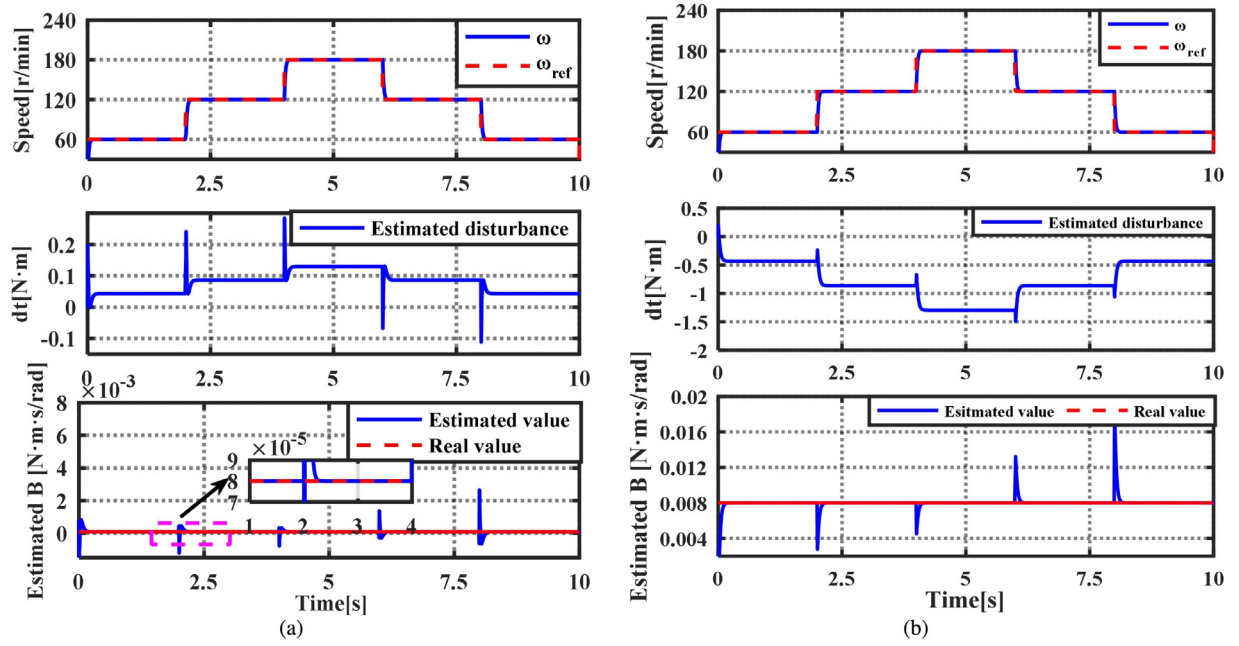 240
180
120
60
Speed[r/min]
ω
ω_ref
0 2.5 5 7.5 10
0.2
0.1
0
-0.1
dt[N·m]
Estimated disturbance
0 2.5 5 7.5 10
×10^-3
8
6
4
2
0
Estimated B [N·m·s/rad]
Estimated value
Real value
×10^-5
9
8
7
1 2 3 4
0 2.5 5 7.5 10
Time[s]
(a)
240
180
120
60
Speed[r/min]
ω
ω_ref
0 2.5 5 7.5 10
0.5
0
-0.5
-1
-1.5
-2
dt[N·m]
Estimated disturbance
0 2.5 5 7.5 10
0.02
0.016
0.012
0.008
0.004
Estimated B [N·m·s/rad]
Esitmated value Real value
0 2.5 5 7.5 10
Time[s]
(b)